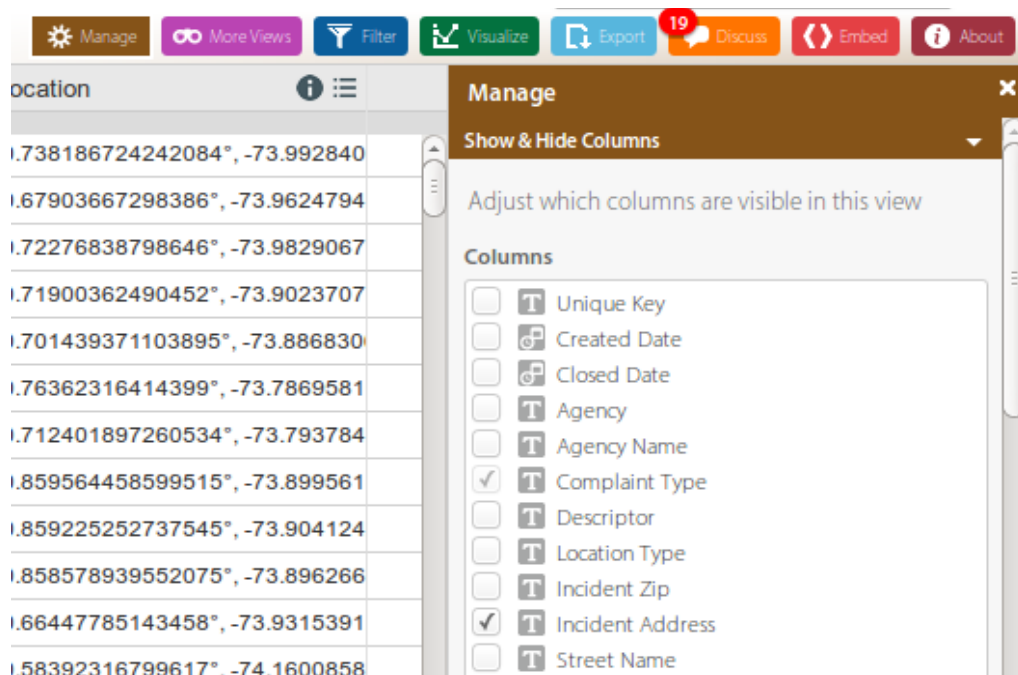 Manage More Views Filter Visualize Export 19 Discuss Embed About
ocation
.738186724242084°, -73.992840
.67903667298386°, -73.9624794
.72276838798646°, -73.9829067
.71900362490452°, -73.9023707
.701439371103895°, -73.886830
.76362316414399°, -73.7869581
.712401897260534°, -73.793784
.859564458599515°, -73.899561
.859225252737545°, -73.904124
.858578939552075°, -73.896266
.66447785143458°, -73.9315391
.58392316799617°, -74.1600858
Manage
Show & Hide Columns
Adjust which columns are visible in this view
Columns
Unique Key
Created Date
Closed Date
Agency
Agency Name
Complaint Type
Descriptor
Location Type
Incident Zip
Incident Address
Street Name